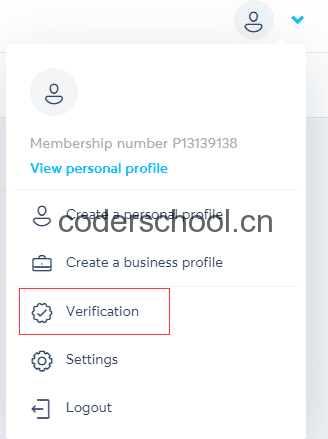 Membership number P13139138
View personal profile
Create a personal profile
coderschool.cn
Create a business profile
Verification
Settings
Logout